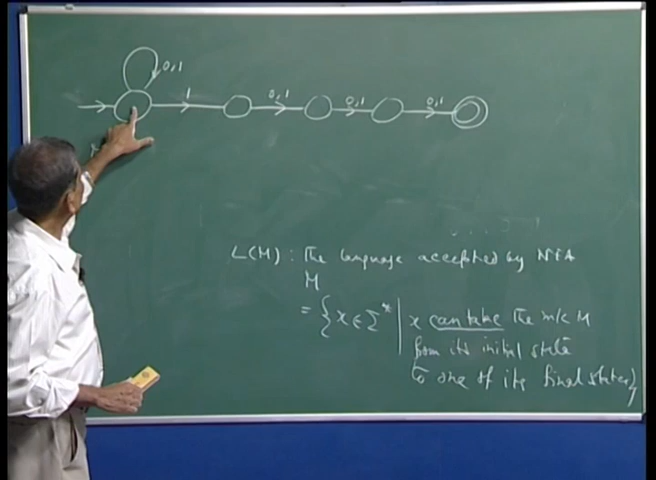 0,1
1 0,1 0,1 0,1
L(M) : The language accepted by NFA
M
= { x ∈ Σ* | x can take the m/c M
from its initial state
to one of its final states}